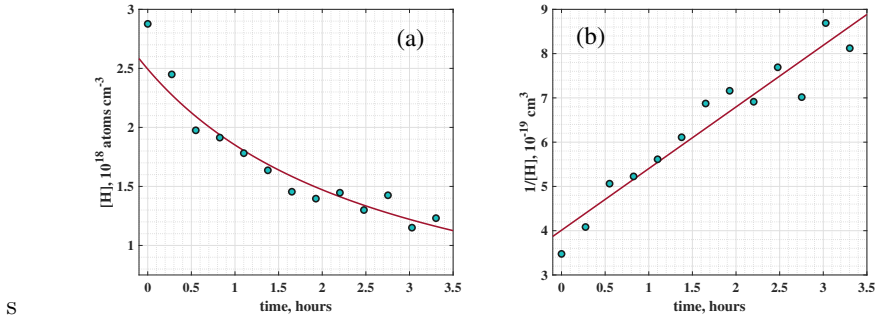 (a)
3
2.5
2
1.5
1
[H], 10^18 atoms cm^-3
0 0.5 1 1.5 2 2.5 3 3.5
time, hours
(b)
9
8
7
6
5
4
3
1/[H], 10^-19 cm^3
0 0.5 1 1.5 2 2.5 3 3.5
time, hours
s